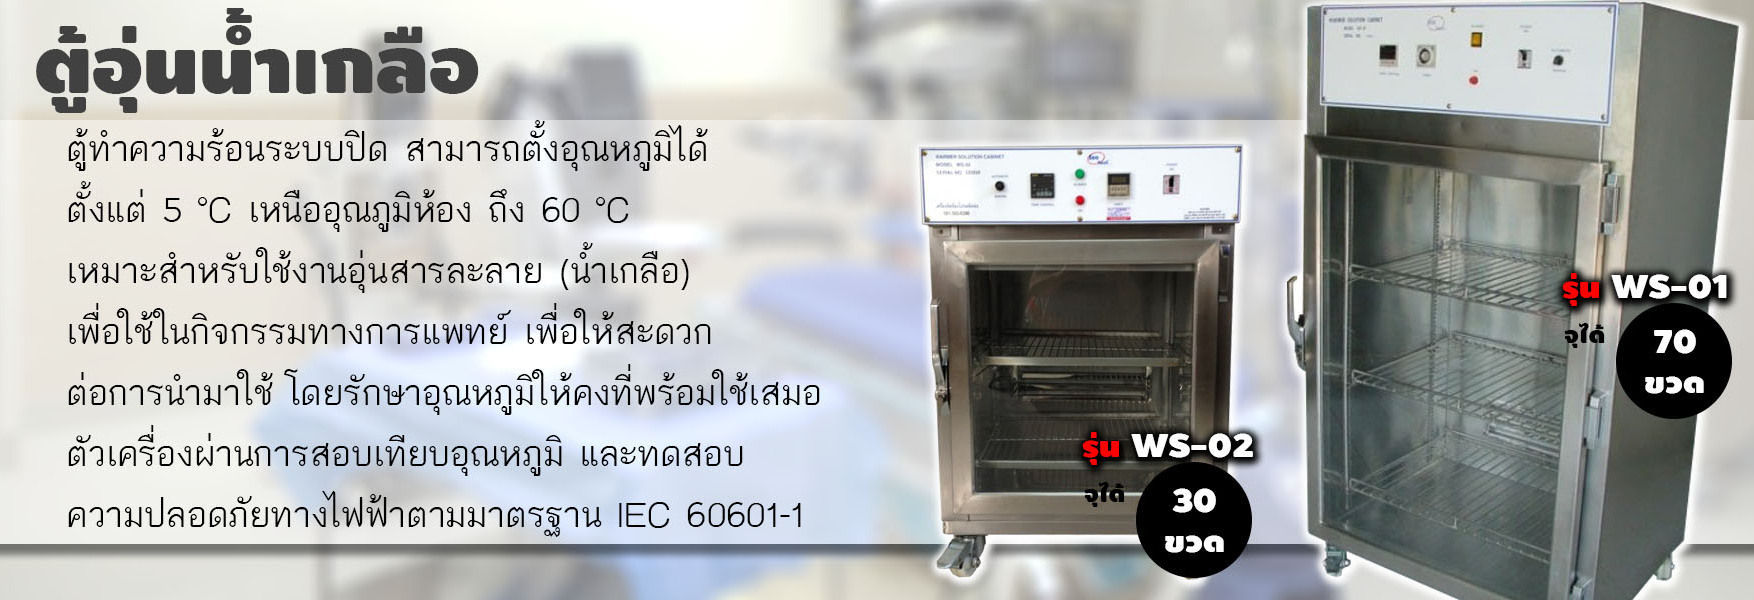 ตู้อุ่นน้ำเกลือ
ตู้ทำความร้อนระบบปิด สามารถตั้งอุณหภูมิได้
ตั้งแต่ 5 °C เหนืออุณภูมิห้อง ถึง 60 °C
เหมาะสำหรับใช้งานอุ่นสารละลาย (น้ำเกลือ)
เพื่อใช้ในกิจกรรมทางการแพทย์ เพื่อให้สะดวก
ต่อการนำมาใช้ โดยรักษาอุณหภูมิให้คงที่พร้อมใช้เสมอ
ตัวเครื่องผ่านการสอบเทียบอุณหภูมิ และทดสอบ
ความปลอดภัยทางไฟฟ้าตามมาตรฐาน IEC 60601-1
WARMER SOLUTION CABINET
MODEL WS-02
รุ่น WS-02
จุได้
30
ขวด
WARMER SOLUTION CABINET
รุ่น WS-01
จุได้
70
ขวด